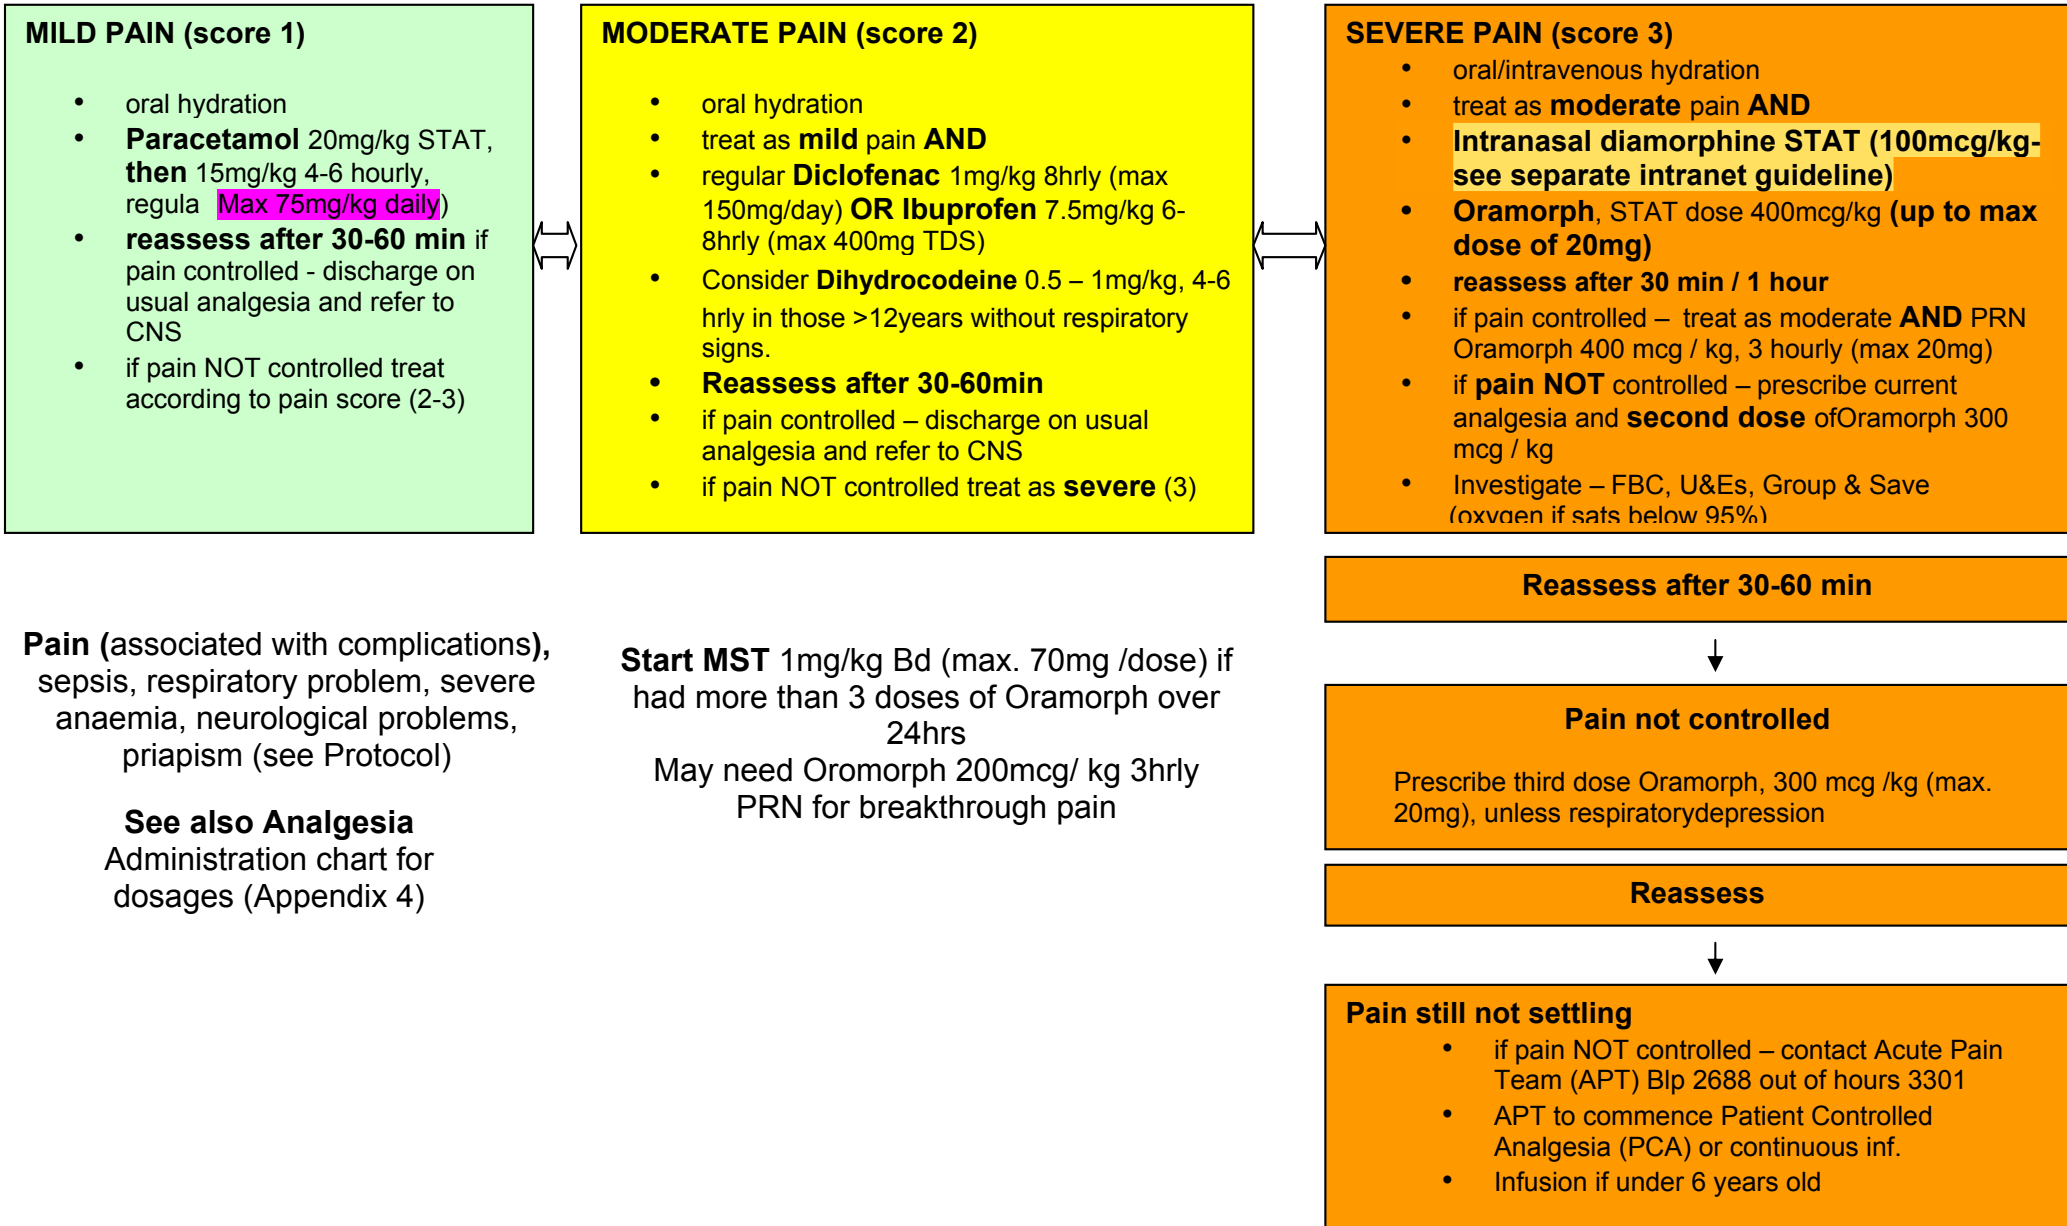 MILD PAIN (score 1)
• oral hydration
• Paracetamol 20mg/kg STAT,
then 15mg/kg 4-6 hourly,
regula Max 75mg/kg daily)
• reassess after 30-60 min if
pain controlled - discharge on
usual analgesia and refer to
CNS
• if pain NOT controlled treat
according to pain score (2-3)
MODERATE PAIN (score 2)
• oral hydration
• treat as mild pain AND
• regular Diclofenac 1mg/kg 8hrly (max
150mg/day) OR Ibuprofen 7.5mg/kg 6-
8hrly (max 400mg TDS)
• Consider Dihydrocodeine 0.5 – 1mg/kg, 4-6
hrly in those >12years without respiratory
signs.
• Reassess after 30-60min
• if pain controlled – discharge on usual
analgesia and refer to CNS
• if pain NOT controlled treat as severe (3)
SEVERE PAIN (score 3)
• oral/intravenous hydration
• treat as moderate pain AND
• Intranasal diamorphine STAT (100mcg/kg-
see separate intranet guideline)
• Oramorph, STAT dose 400mcg/kg (up to max
dose of 20mg)
• reassess after 30 min / 1 hour
• if pain controlled – treat as moderate AND PRN
Oramorph 400 mcg / kg, 3 hourly (max 20mg)
• if pain NOT controlled – prescribe current
analgesia and second dose ofOramorph 300
mcg / kg
• Investigate – FBC, U&Es, Group & Save
(oxygen if sats below 95%)
Reassess after 30-60 min
Pain not controlled
Prescribe third dose Oramorph, 300 mcg /kg (max.
20mg), unless respiratorydepression
Reassess
Pain still not settling
• if pain NOT controlled – contact Acute Pain
Team (APT) Blp 2688 out of hours 3301
• APT to commence Patient Controlled
Analgesia (PCA) or continuous inf.
• Infusion if under 6 years old
Pain (associated with complications),
sepsis, respiratory problem, severe
anaemia, neurological problems,
priapism (see Protocol)
See also Analgesia
Administration chart for
dosages (Appendix 4)
Start MST 1mg/kg Bd (max. 70mg /dose) if
had more than 3 doses of Oramorph over
24hrs
May need Oromorph 200mcg/ kg 3hrly
PRN for breakthrough pain